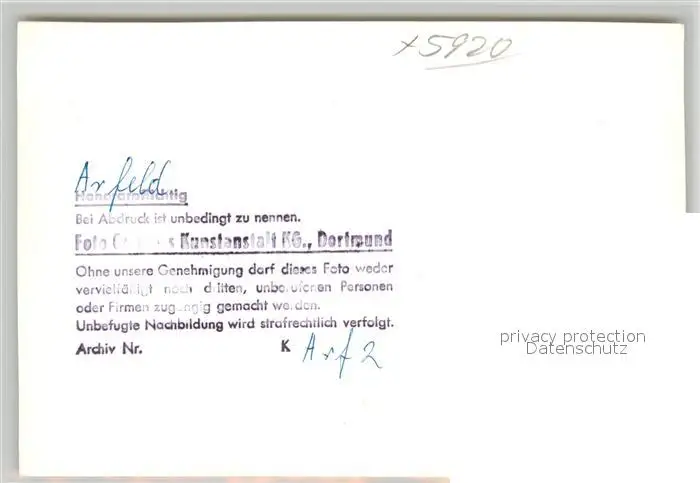 x5920
Arfeld
Bei Abdruck ist unbedingt zu nennen.
Foto Kunstanstalt KG., Dortmund
Ohne unsere Genehmigung darf dieses Foto weder
vervielfältigt noch dritten, unberufenen Personen
oder Firmen zugängig gemacht werden.
Unbefugte Nachbildung wird strafrechtlich verfolgt.
Archiv Nr. K Arf 2
privacy protection
Datenschutz